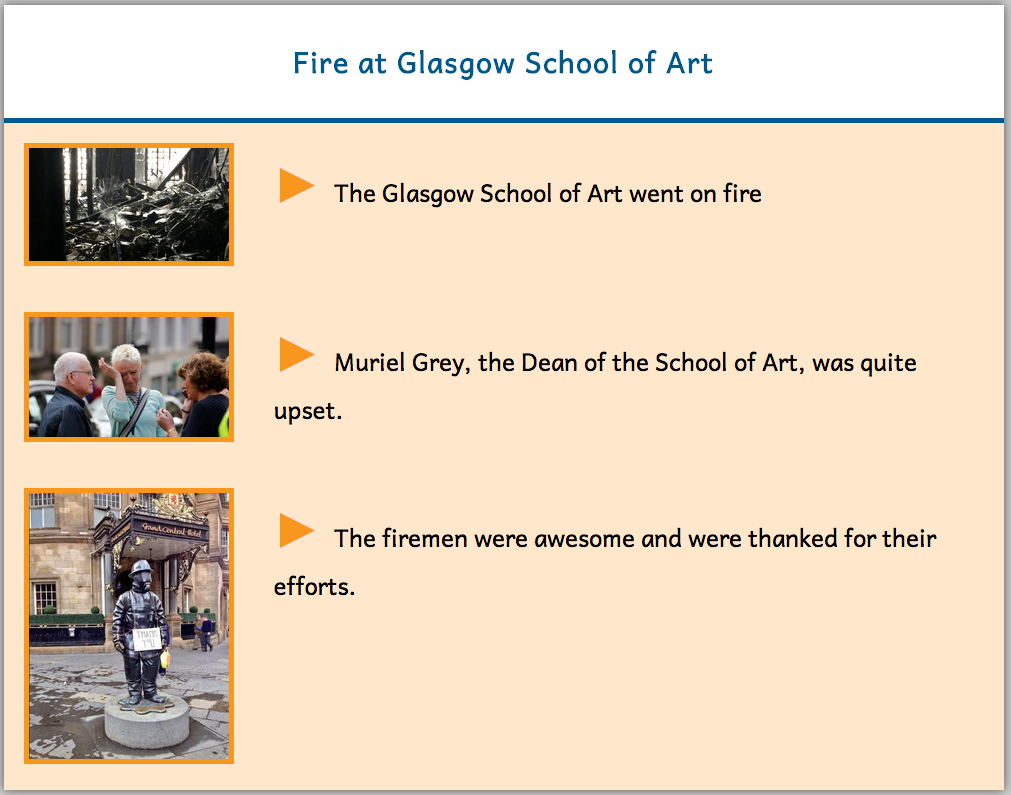 Fire at Glasgow School of Art
The Glasgow School of Art went on fire
Muriel Grey, the Dean of the School of Art, was quite
upset.
Grand Central Hotel
The firemen were awesome and were thanked for their
efforts.
THANK
YOU